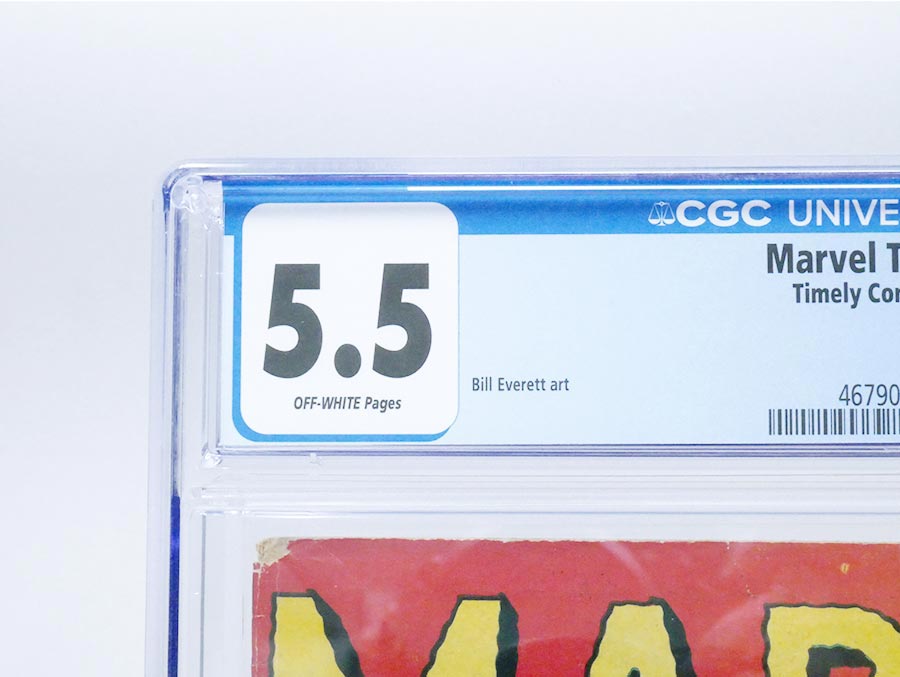 CGC UNIVE
Marvel T
Timely Co
5.5
OFF-WHITE Pages
Bill Everett art
46790
MAR